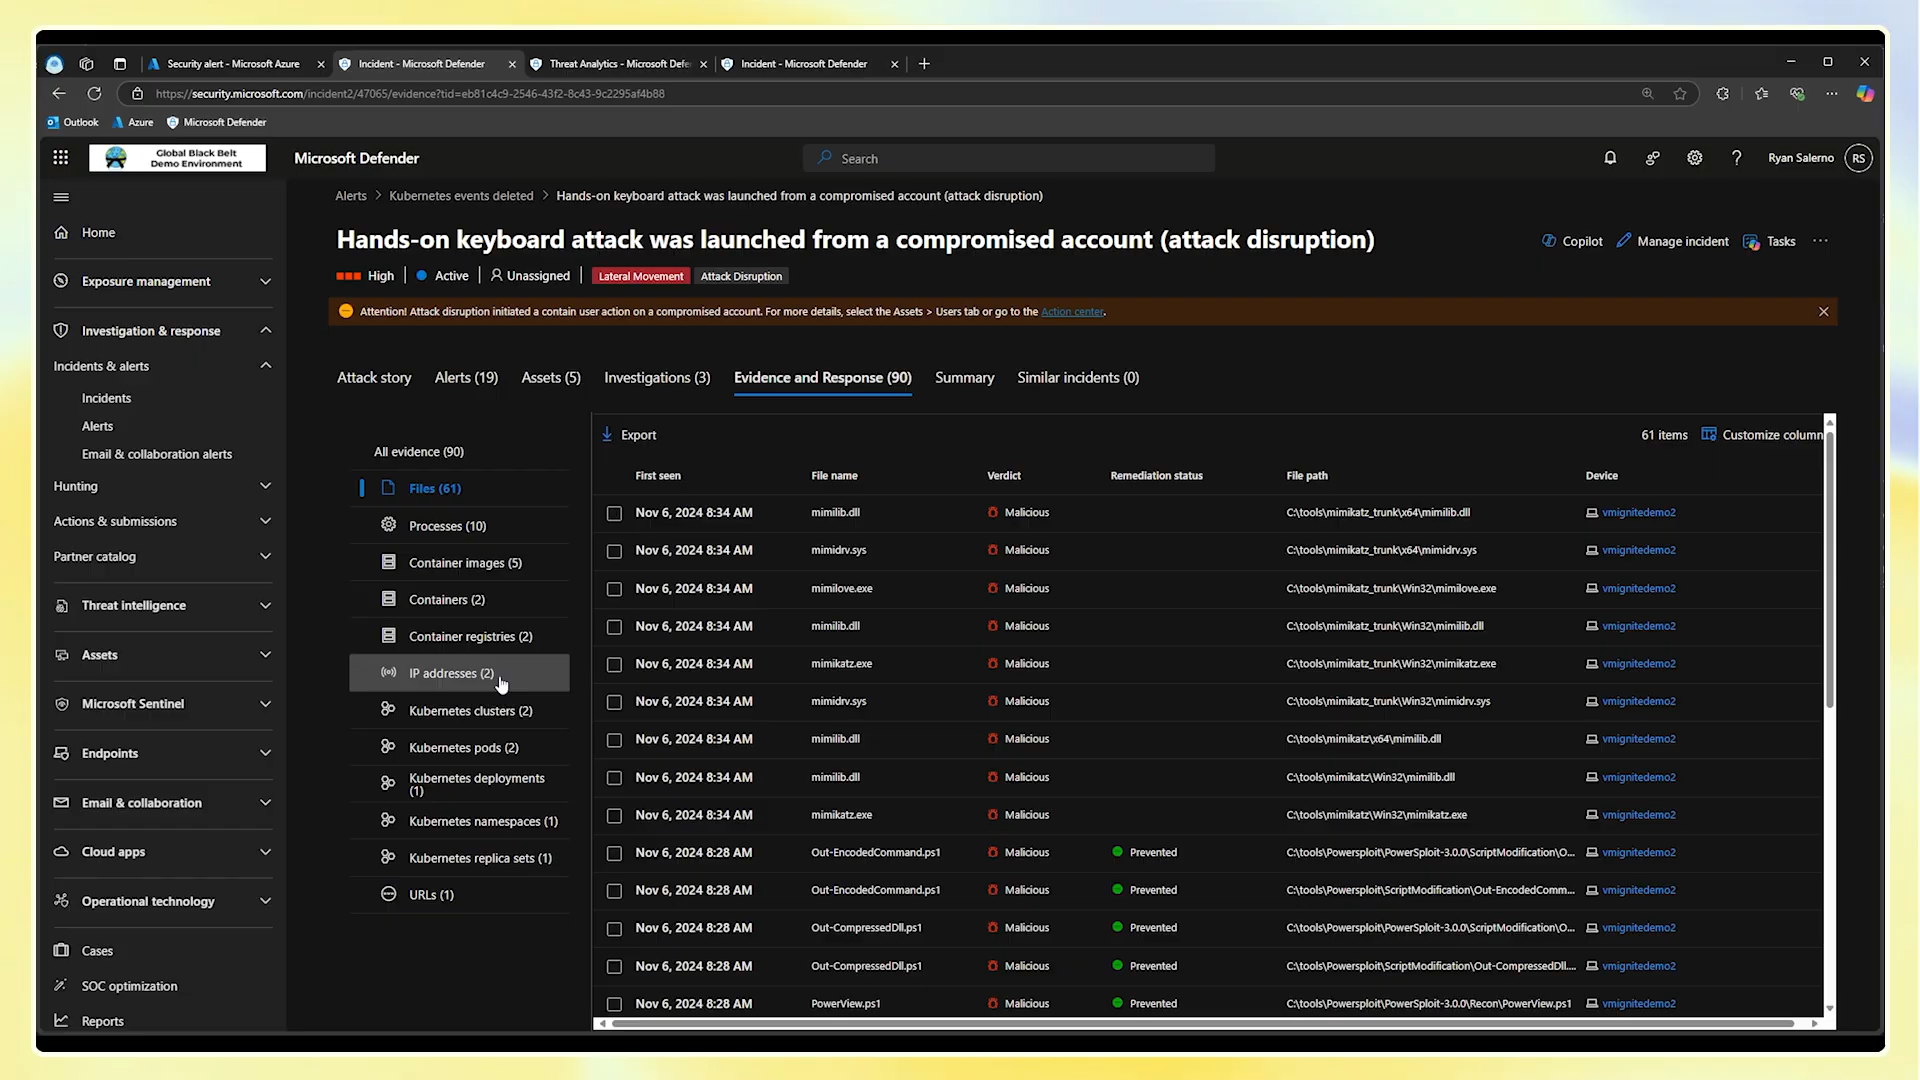 Security alert - Microsoft Azure
Incident - Microsoft Defender
Threat Analytics - Microsoft Defe
Incident - Microsoft Defender
https://security.microsoft.com/incident2/47065/evidence?tid=eb81c4c9-2546-43f2-8c43-9c2295af4b88
Outlook Azure Microsoft Defender
Global Black Belt
Demo Environment
Microsoft Defender
Search
Ryan Salerno RS
Home
Exposure management
Investigation & response
Incidents & alerts
Incidents
Alerts
Email & collaboration alerts
Hunting
Actions & submissions
Partner catalog
Threat intelligence
Assets
Microsoft Sentinel
Endpoints
Email & collaboration
Cloud apps
Operational technology
Cases
SOC optimization
Reports
Alerts > Kubernetes events deleted > Hands-on keyboard attack was launched from a compromised account (attack disruption)
Hands-on keyboard attack was launched from a compromised account (attack disruption)
Copilot Manage incident Tasks ...
High | Active | Unassigned | Lateral Movement Attack Disruption
Attention! Attack disruption initiated a contain user action on a compromised account. For more details, select the Assets > Users tab or go to the Action center.
Attack story Alerts (19) Assets (5) Investigations (3) Evidence and Response (90) Summary Similar incidents (0)
All evidence (90)
Files (61)
Processes (10)
Container images (5)
Containers (2)
Container registries (2)
IP addresses (2)
Kubernetes clusters (2)
Kubernetes pods (2)
Kubernetes deployments
(1)
Kubernetes namespaces (1)
Kubernetes replica sets (1)
URLs (1)
Export 61 items Customize column
First seen File name Verdict Remediation status File path Device
Nov 6, 2024 8:34 AM mimilib.dll Malicious C:\tools\mimikatz_trunk\x64\mimilib.dll vmignitedemo2
Nov 6, 2024 8:34 AM mimidrv.sys Malicious C:\tools\mimikatz_trunk\x64\mimidrv.sys vmignitedemo2
Nov 6, 2024 8:34 AM mimilove.exe Malicious C:\tools\mimikatz_trunk\Win32\mimilove.exe vmignitedemo2
Nov 6, 2024 8:34 AM mimilib.dll Malicious C:\tools\mimikatz_trunk\Win32\mimilib.dll vmignitedemo2
Nov 6, 2024 8:34 AM mimikatz.exe Malicious C:\tools\mimikatz_trunk\Win32\mimikatz.exe vmignitedemo2
Nov 6, 2024 8:34 AM mimidrv.sys Malicious C:\tools\mimikatz_trunk\Win32\mimidrv.sys vmignitedemo2
Nov 6, 2024 8:34 AM mimilib.dll Malicious C:\tools\mimikatz\x64\mimilib.dll vmignitedemo2
Nov 6, 2024 8:34 AM mimilib.dll Malicious C:\tools\mimikatz\Win32\mimilib.dll vmignitedemo2
Nov 6, 2024 8:34 AM mimikatz.exe Malicious C:\tools\mimikatz\Win32\mimikatz.exe vmignitedemo2
Nov 6, 2024 8:28 AM Out-EncodedCommand.ps1 Malicious Prevented C:\tools\Powersploit\PowerSploit-3.0.0\ScriptModification\O... vmignitedemo2
Nov 6, 2024 8:28 AM Out-EncodedCommand.ps1 Malicious Prevented C:\tools\Powersploit\ScriptModification\Out-EncodedComm... vmignitedemo2
Nov 6, 2024 8:28 AM Out-CompressedDll.ps1 Malicious Prevented C:\tools\Powersploit\PowerSploit-3.0.0\ScriptModification\O... vmignitedemo2
Nov 6, 2024 8:28 AM Out-CompressedDll.ps1 Malicious Prevented C:\tools\Powersploit\ScriptModification\Out-CompressedDll.... vmignitedemo2
Nov 6, 2024 8:28 AM PowerView.ps1 Malicious Prevented C:\tools\Powersploit\PowerSploit-3.0.0\Recon\PowerView.ps1 vmignitedemo2